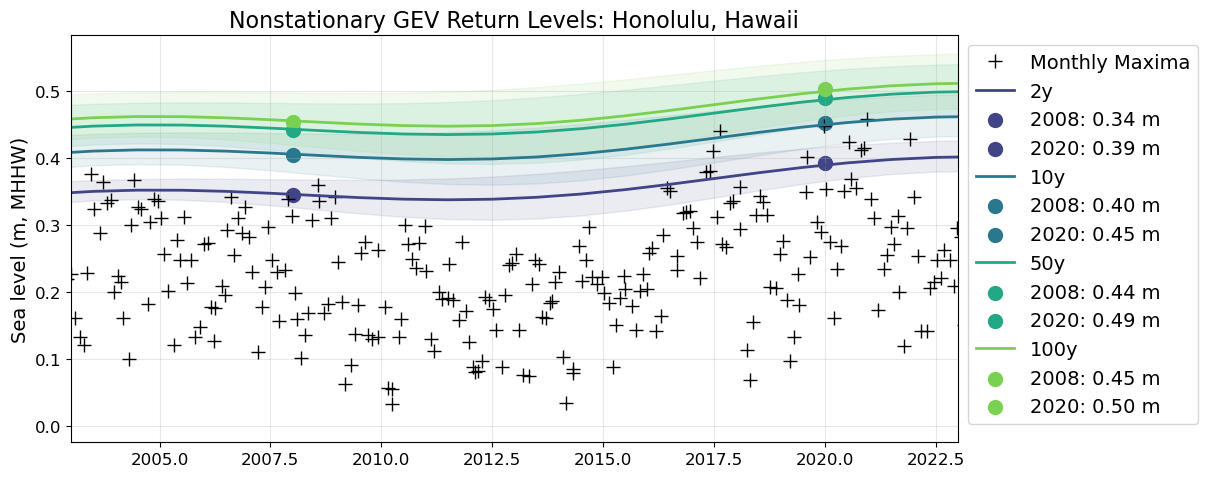 Nonstationary GEV Return Levels: Honolulu, Hawaii
Sea level (m, MHHW)
0.5
0.4
0.3
0.2
0.1
0.0
2005.0 2007.5 2010.0 2012.5 2015.0 2017.5 2020.0 2022.5
Monthly Maxima
2y
2008: 0.34 m
2020: 0.39 m
10y
2008: 0.40 m
2020: 0.45 m
50y
2008: 0.44 m
2020: 0.49 m
100y
2008: 0.45 m
2020: 0.50 m